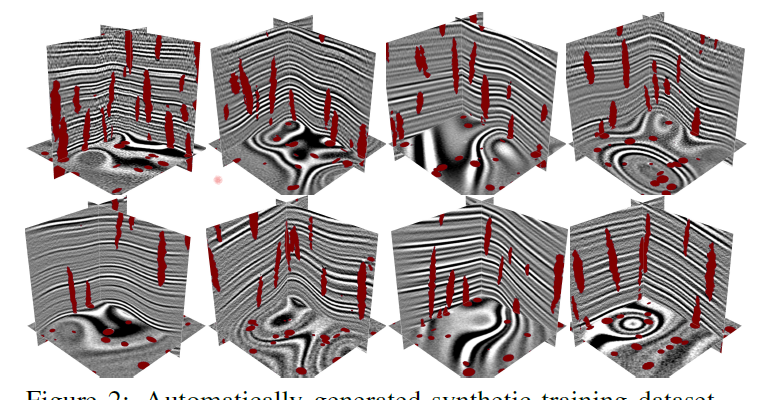 Figure 2: Automatically generated synthetic training dataset